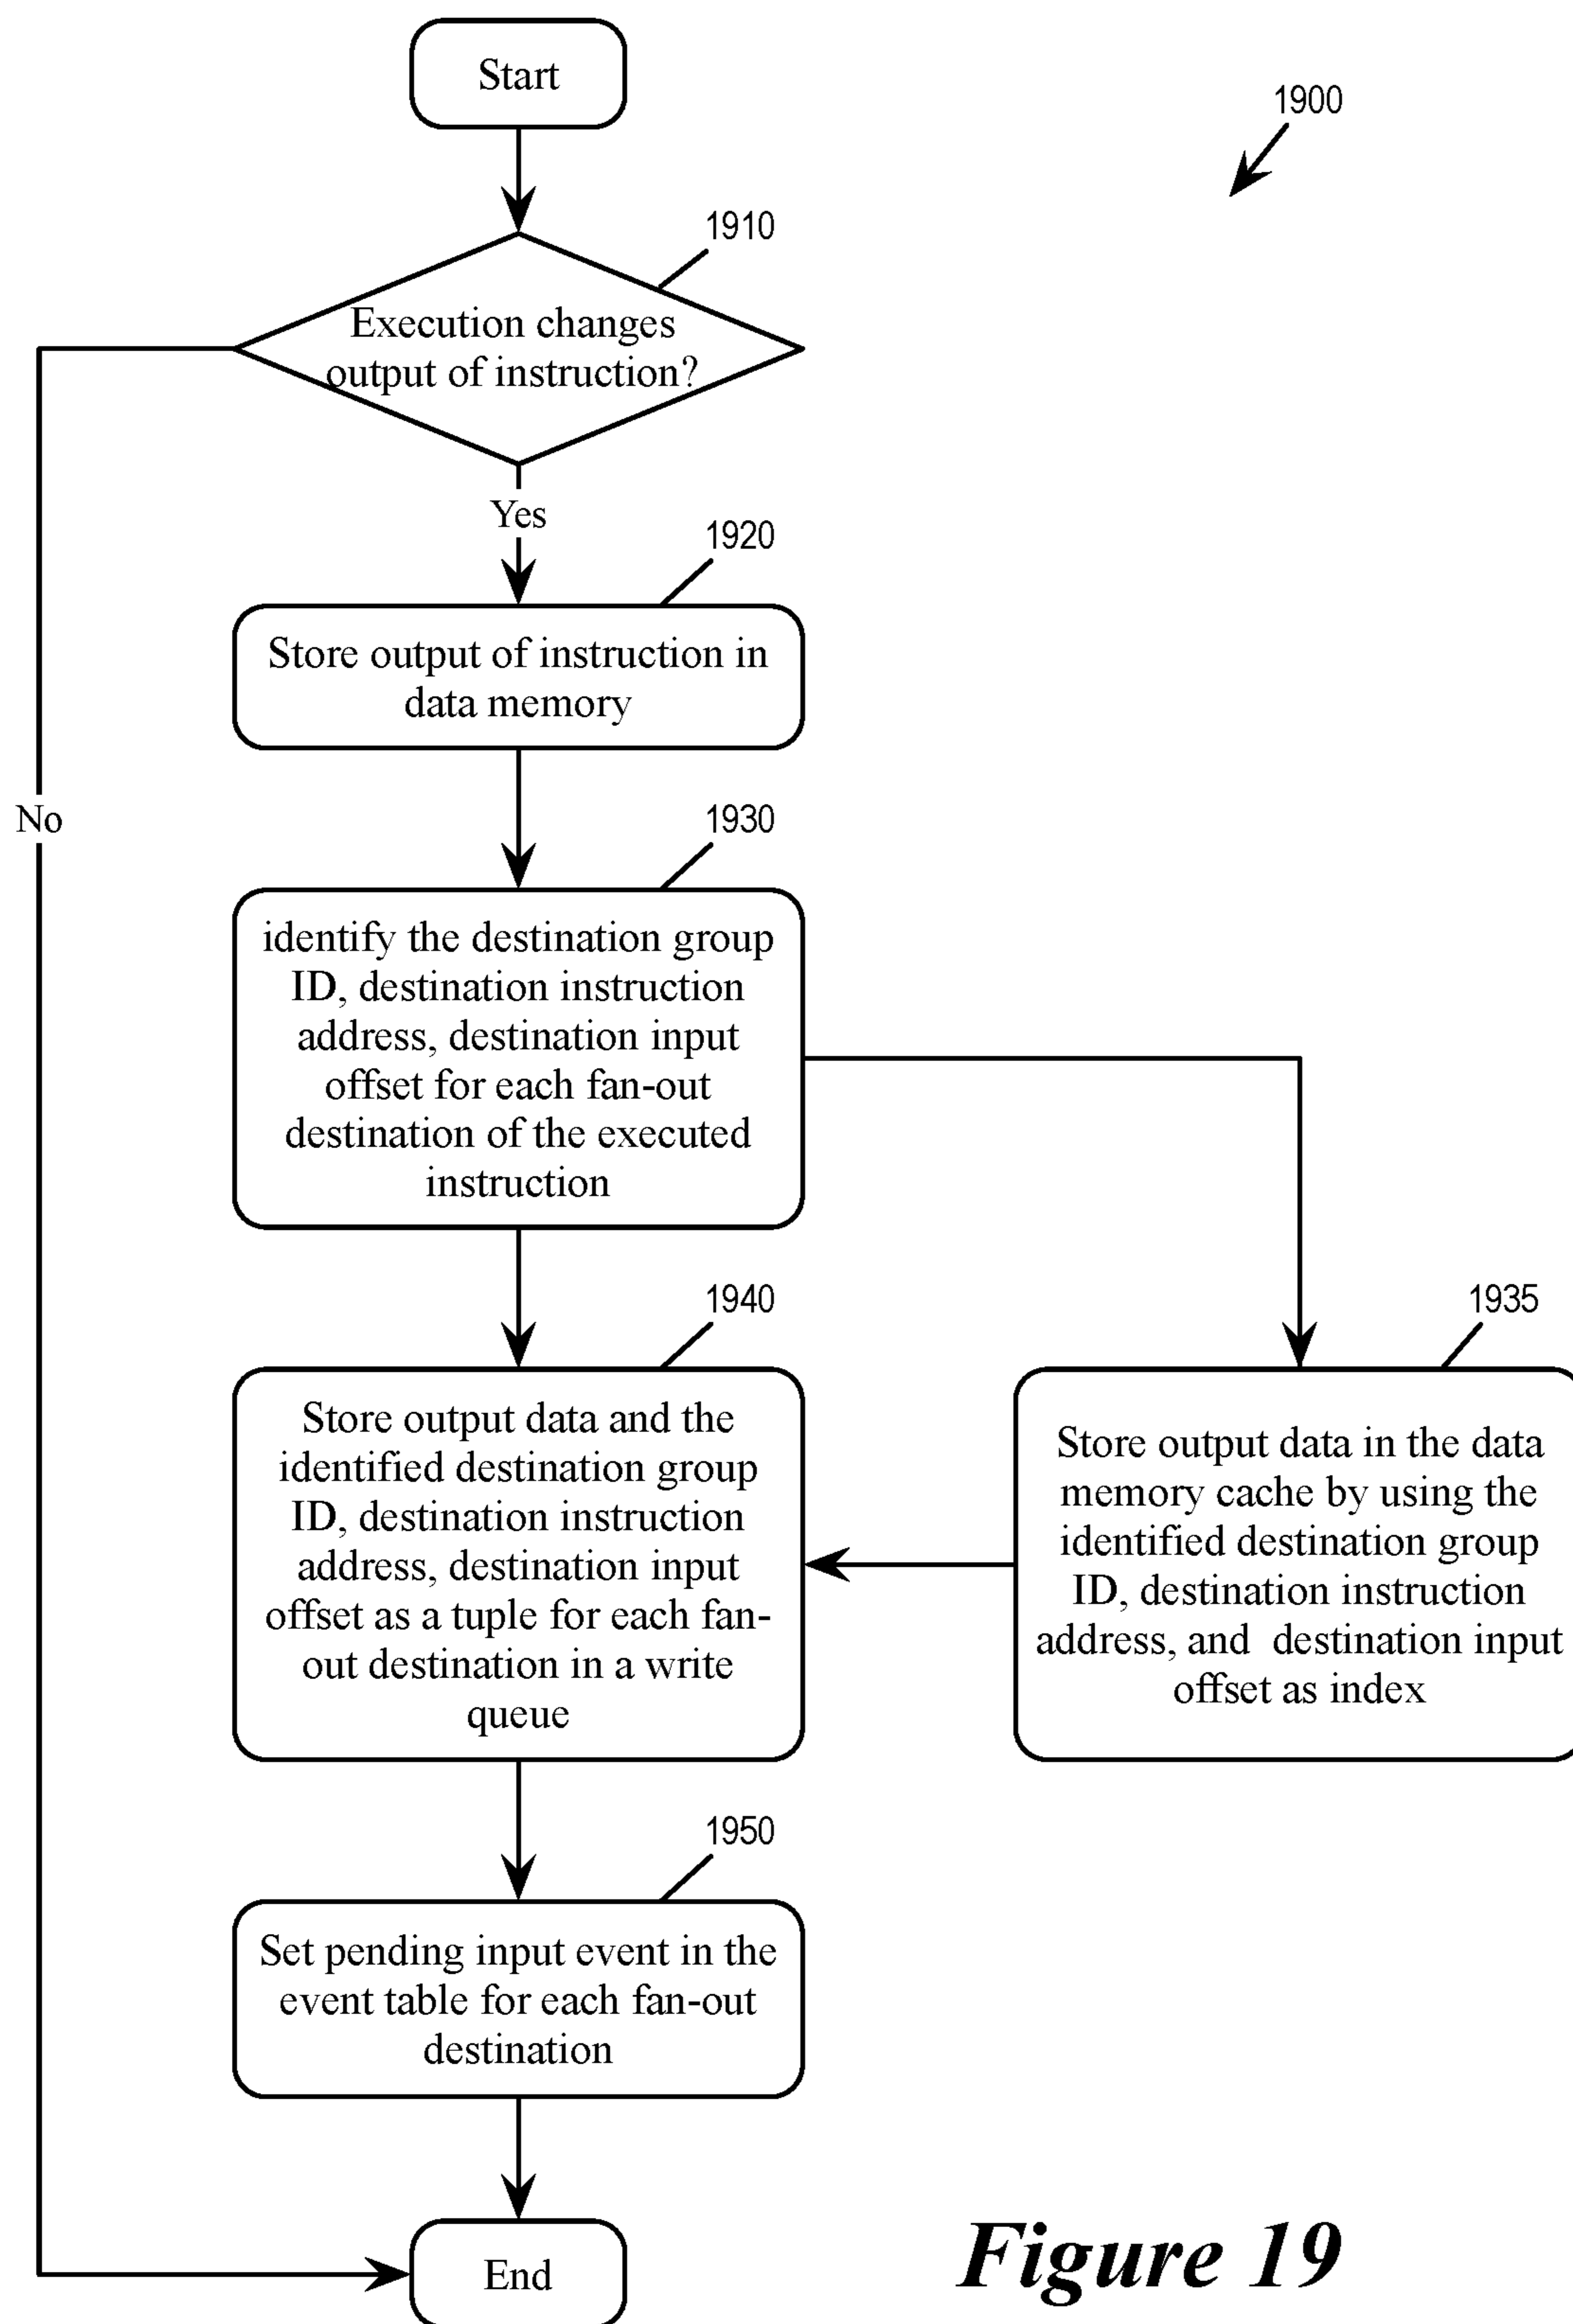 Start
1900
1910
Execution changes
output of instruction?
Yes
1920
Store output of instruction in
data memory
No
1930
identify the destination group
ID, destination instruction
address, destination input
offset for each fan-out
destination of the executed
instruction
1940
Store output data and the
identified destination group
ID, destination instruction
address, destination input
offset as a tuple for each fan-
out destination in a write
queue
1935
Store output data in the data
memory cache by using the
identified destination group
ID, destination instruction
address, and  destination input
offset as index
1950
Set pending input event in the
event table for each fan-out
destination
End
Figure 19